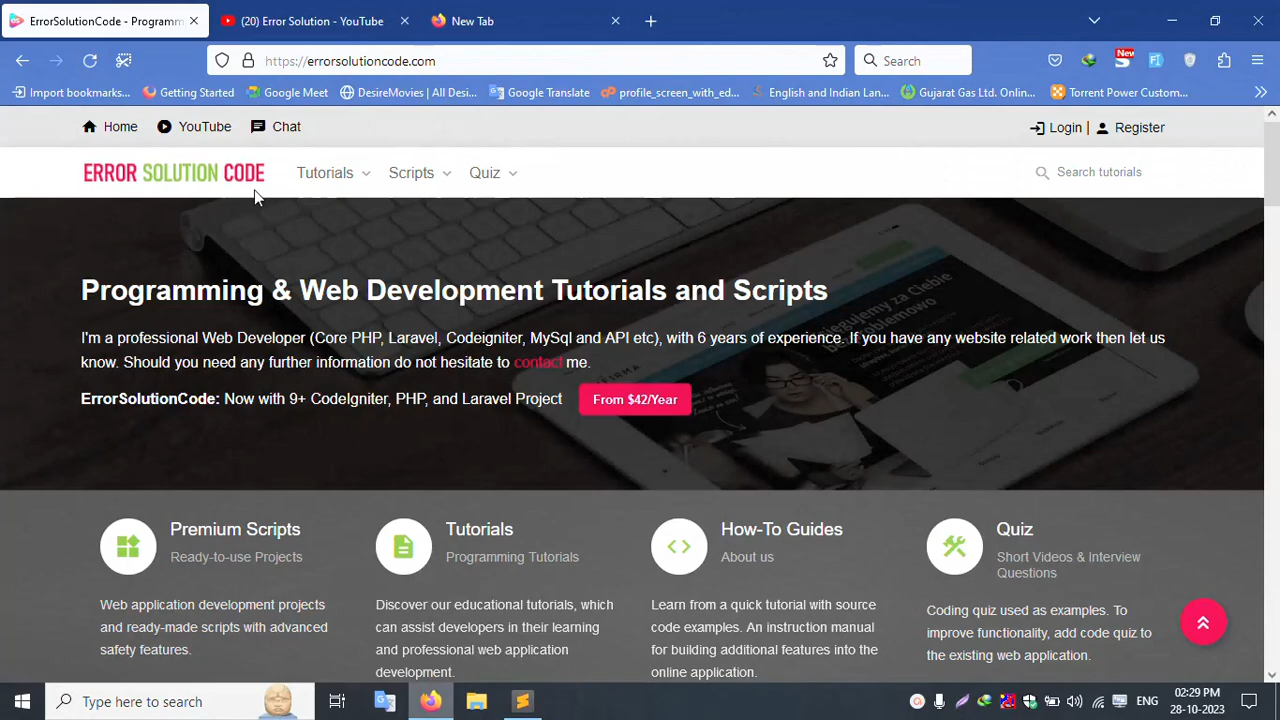 ErrorSolutionCode - Programm
(20) Error Solution - YouTube
New Tab
https://errorsolutioncode.com
Search
New
Import bookmarks...
Getting Started
Google Meet
DesireMovies | All Desi...
Google Translate
profile_screen_with_ed...
English and Indian Lan...
Gujarat Gas Ltd. Onlin...
Torrent Power Custom...
Home
YouTube
Chat
Login |
Register
ERROR SOLUTION CODE
Tutorials
Scripts
Quiz
Search tutorials
Programming & Web Development Tutorials and Scripts
I'm a professional Web Developer (Core PHP, Laravel, Codeigniter, MySql and API etc), with 6 years of experience. If you have any website related work then let us
know. Should you need any further information do not hesitate to contact me.
ErrorSolutionCode: Now with 9+ CodeIgniter, PHP, and Laravel Project
From $42/Year
Premium Scripts
Ready-to-use Projects
Web application development projects
and ready-made scripts with advanced
safety features.
Tutorials
Programming Tutorials
Discover our educational tutorials, which
can assist developers in their learning
and professional web application
development.
How-To Guides
About us
Learn from a quick tutorial with source
code examples. An instruction manual
for building additional features into the
online application.
Quiz
Short Videos & Interview
Questions
Coding quiz used as examples. To
improve functionality, add code quiz to
the existing web application.
Type here to search
ENG
02:29 PM
28-10-2023